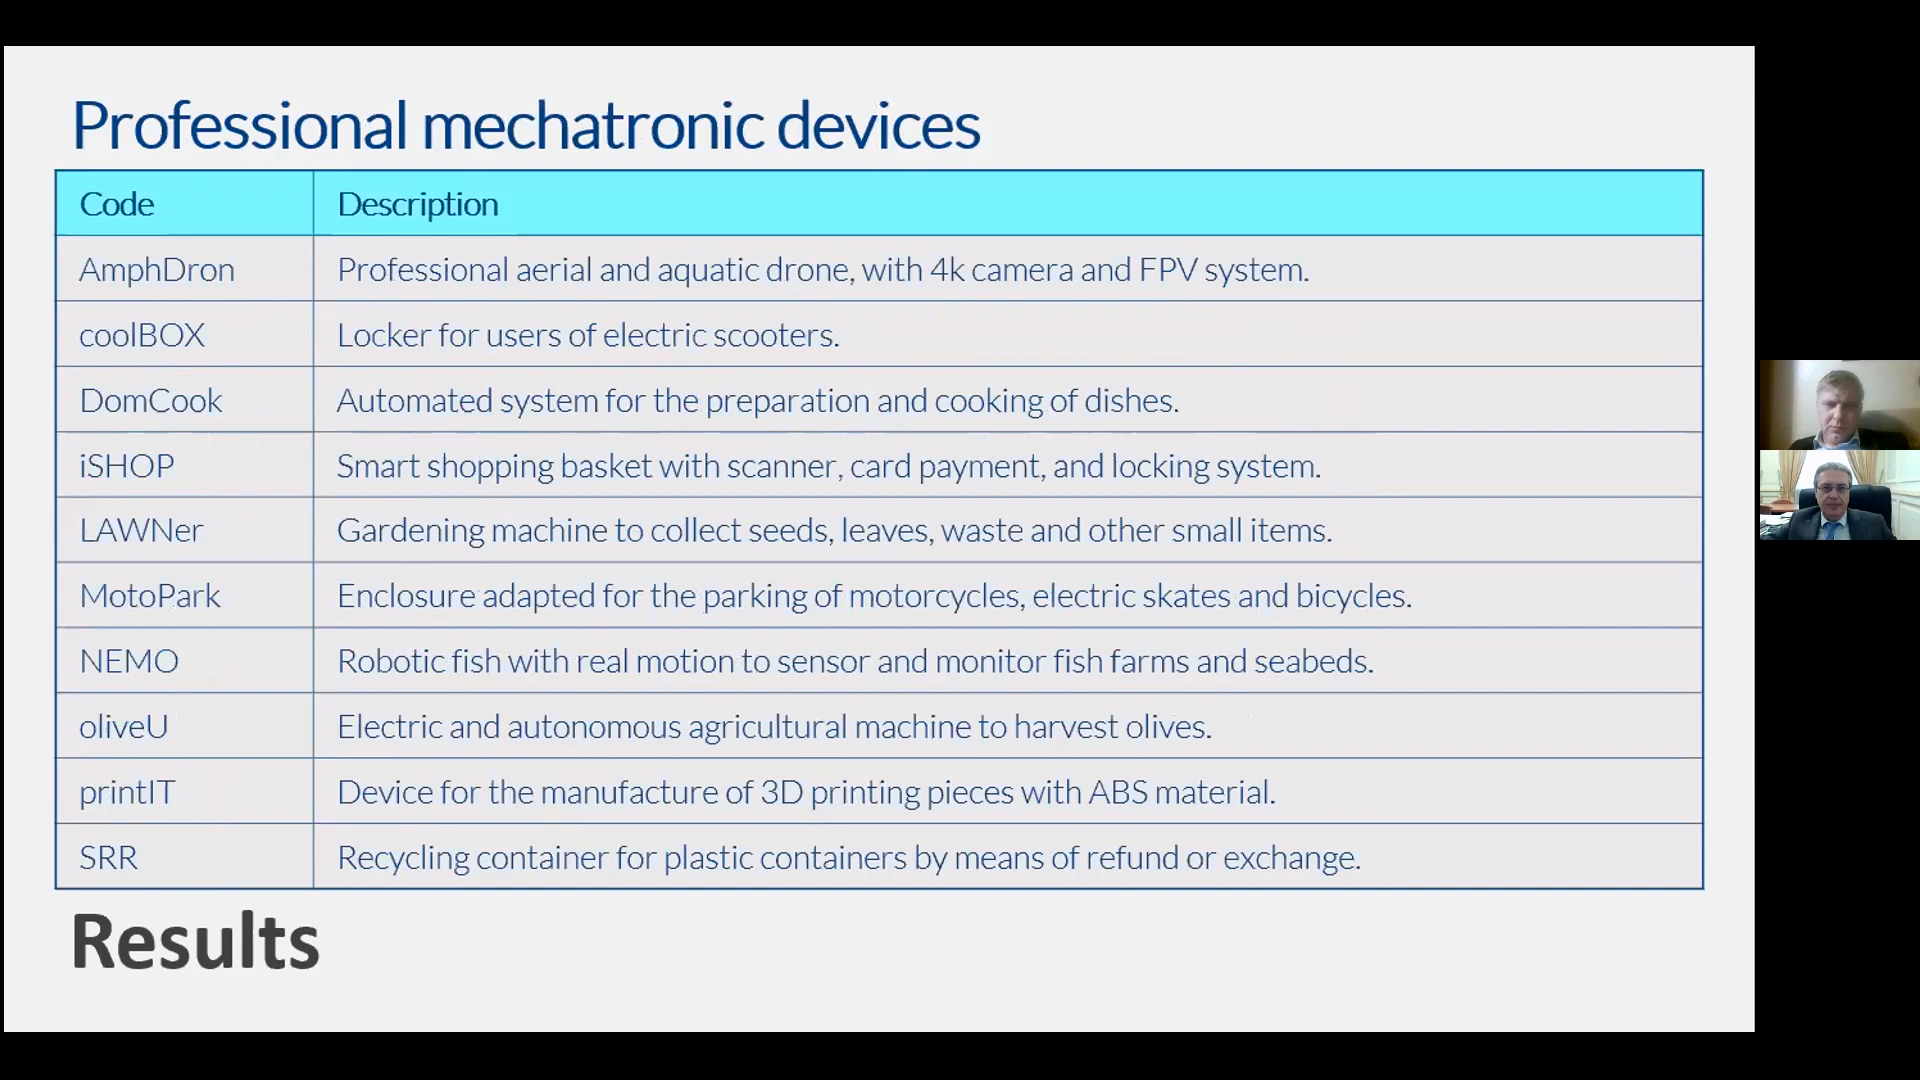 Professional mechatronic devices
Code Description
AmphDron Professional aerial and aquatic drone, with 4k camera and FPV system.
coolBOX Locker for users of electric scooters.
DomCook Automated system for the preparation and cooking of dishes.
iSHOP Smart shopping basket with scanner, card payment, and locking system.
LAWNer Gardening machine to collect seeds, leaves, waste and other small items.
MotoPark Enclosure adapted for the parking of motorcycles, electric skates and bicycles.
NEMO Robotic fish with real motion to sensor and monitor fish farms and seabeds.
oliveU Electric and autonomous agricultural machine to harvest olives.
printIT Device for the manufacture of 3D printing pieces with ABS material.
SRR Recycling container for plastic containers by means of refund or exchange.
Results